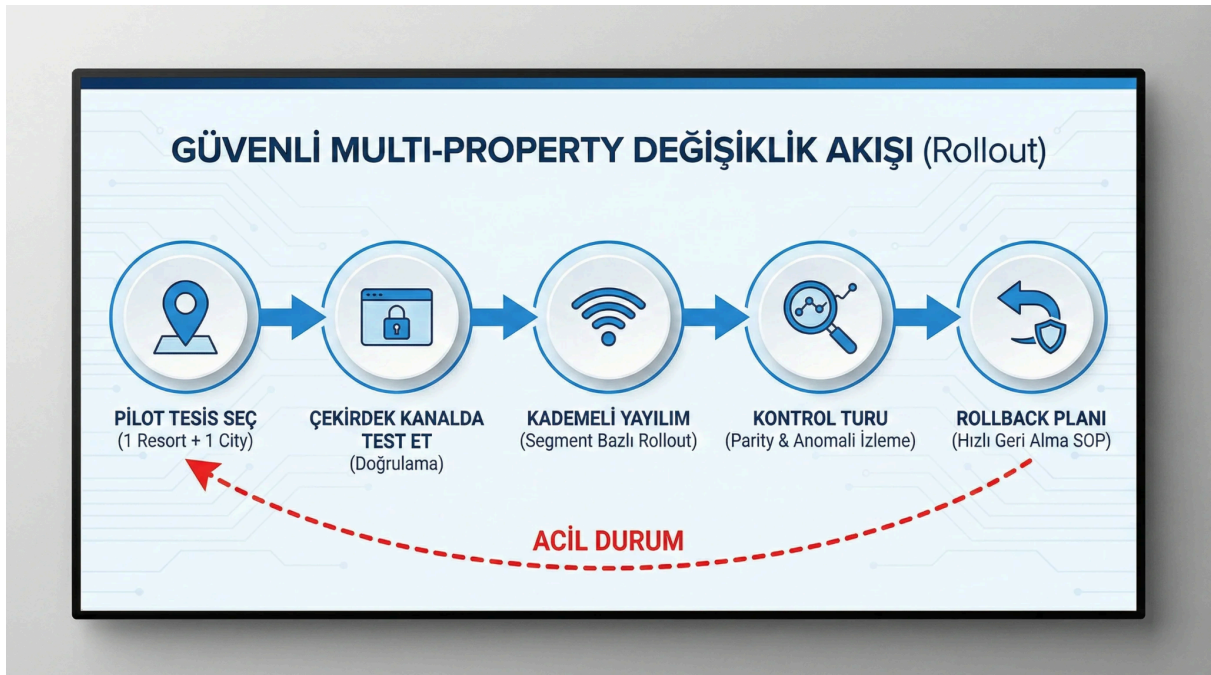 GÜVENLİ MULTI-PROPERTY DEĞİŞİKLİK AKIŞI (Rollout)
PİLOT TESİS SEÇ
(1 Resort + 1 City)
ÇEKİRDEK KANALDA
TEST ET
(Doğrulama)
KADEMELİ YAYILIM
(Segment Bazlı Rollout)
KONTROL TURU
(Parity & Anomali İzleme)
ROLLBACK PLANI
(Hızlı Geri Alma SOP)
ACİL DURUM